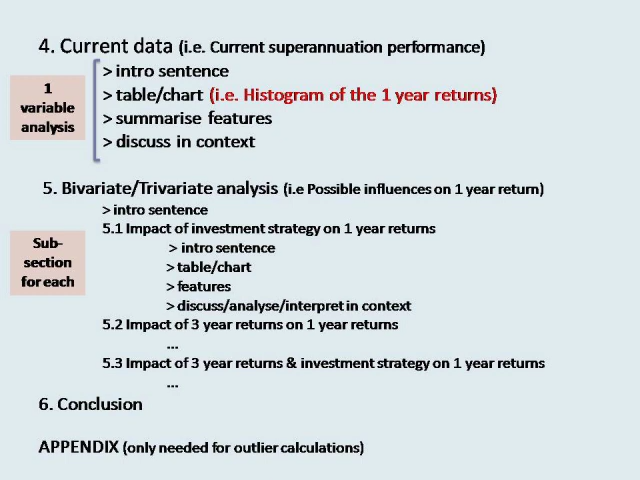 4. Current data (i.e. Current superannuation performance)
> intro sentence
1
variable
analysis
> table/chart (i.e. Histogram of the 1 year returns)
> summarise features
> discuss in context
5. Bivariate/Trivariate analysis (i.e Possible influences on 1 year return)
> intro sentence
5.1 Impact of investment strategy on 1 year returns
Sub-
section
for each
> intro sentence
> table/chart
> features
> discuss/analyse/interpret in context
5.2 Impact of 3 year returns on 1 year returns
...
5.3 Impact of 3 year returns & investment strategy on 1 year returns
...
6. Conclusion
APPENDIX (only needed for outlier calculations)